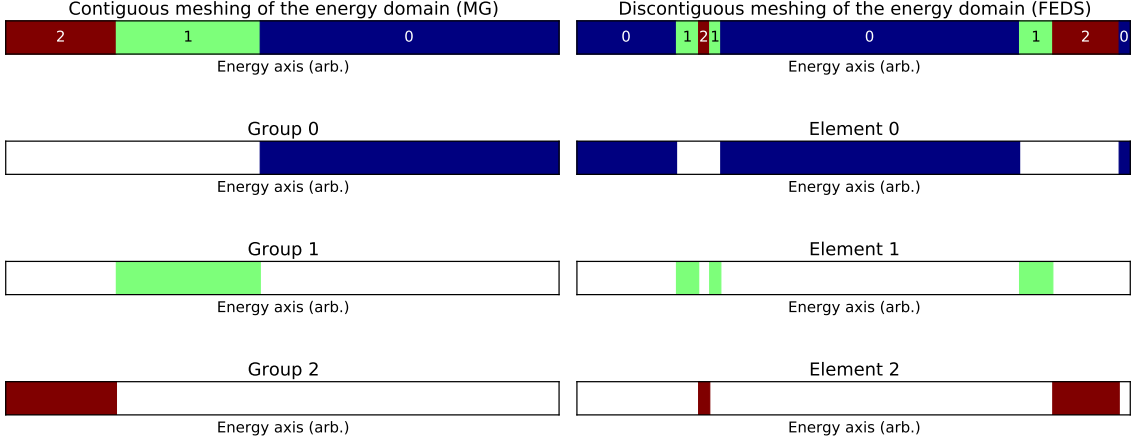 Contiguous meshing of the energy domain (MG)
2 1 0
Energy axis (arb.)
Group 0
Energy axis (arb.)
Group 1
Energy axis (arb.)
Group 2
Energy axis (arb.)
Discontiguous meshing of the energy domain (FEDS)
0 1 2 1 0 1 2 0
Energy axis (arb.)
Element 0
Energy axis (arb.)
Element 1
Energy axis (arb.)
Element 2
Energy axis (arb.)